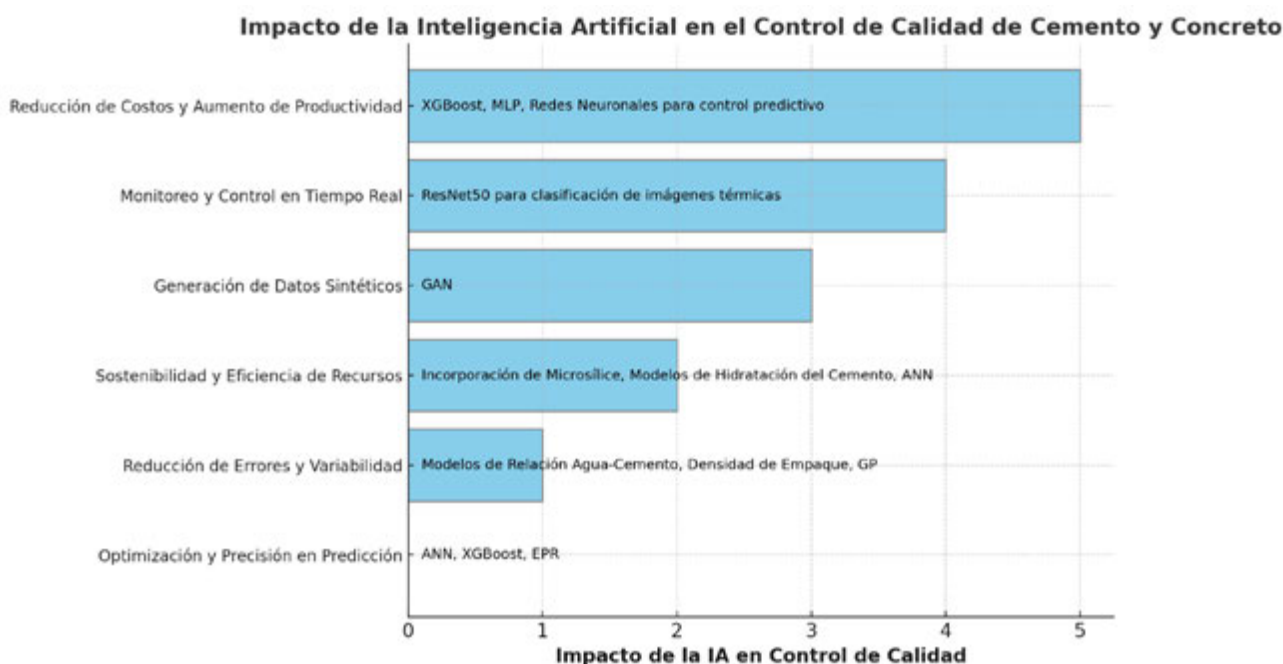 Impacto de la Inteligencia Artificial en el Control de Calidad de Cemento y Concreto
Reducción de Costos y Aumento de Productividad
XGBoost, MLP, Redes Neuronales para control predictivo
Monitoreo y Control en Tiempo Real
ResNet50 para clasificación de imágenes térmicas
Generación de Datos Sintéticos
GAN
Sostenibilidad y Eficiencia de Recursos
Incorporación de Microsílice, Modelos de Hidratación del Cemento, ANN
Reducción de Errores y Variabilidad
Modelos de Relación Agua-Cemento, Densidad de Empaque, GP
Optimización y Precisión en Predicción
ANN, XGBoost, EPR
0 1 2 3 4 5
Impacto de la IA en Control de Calidad